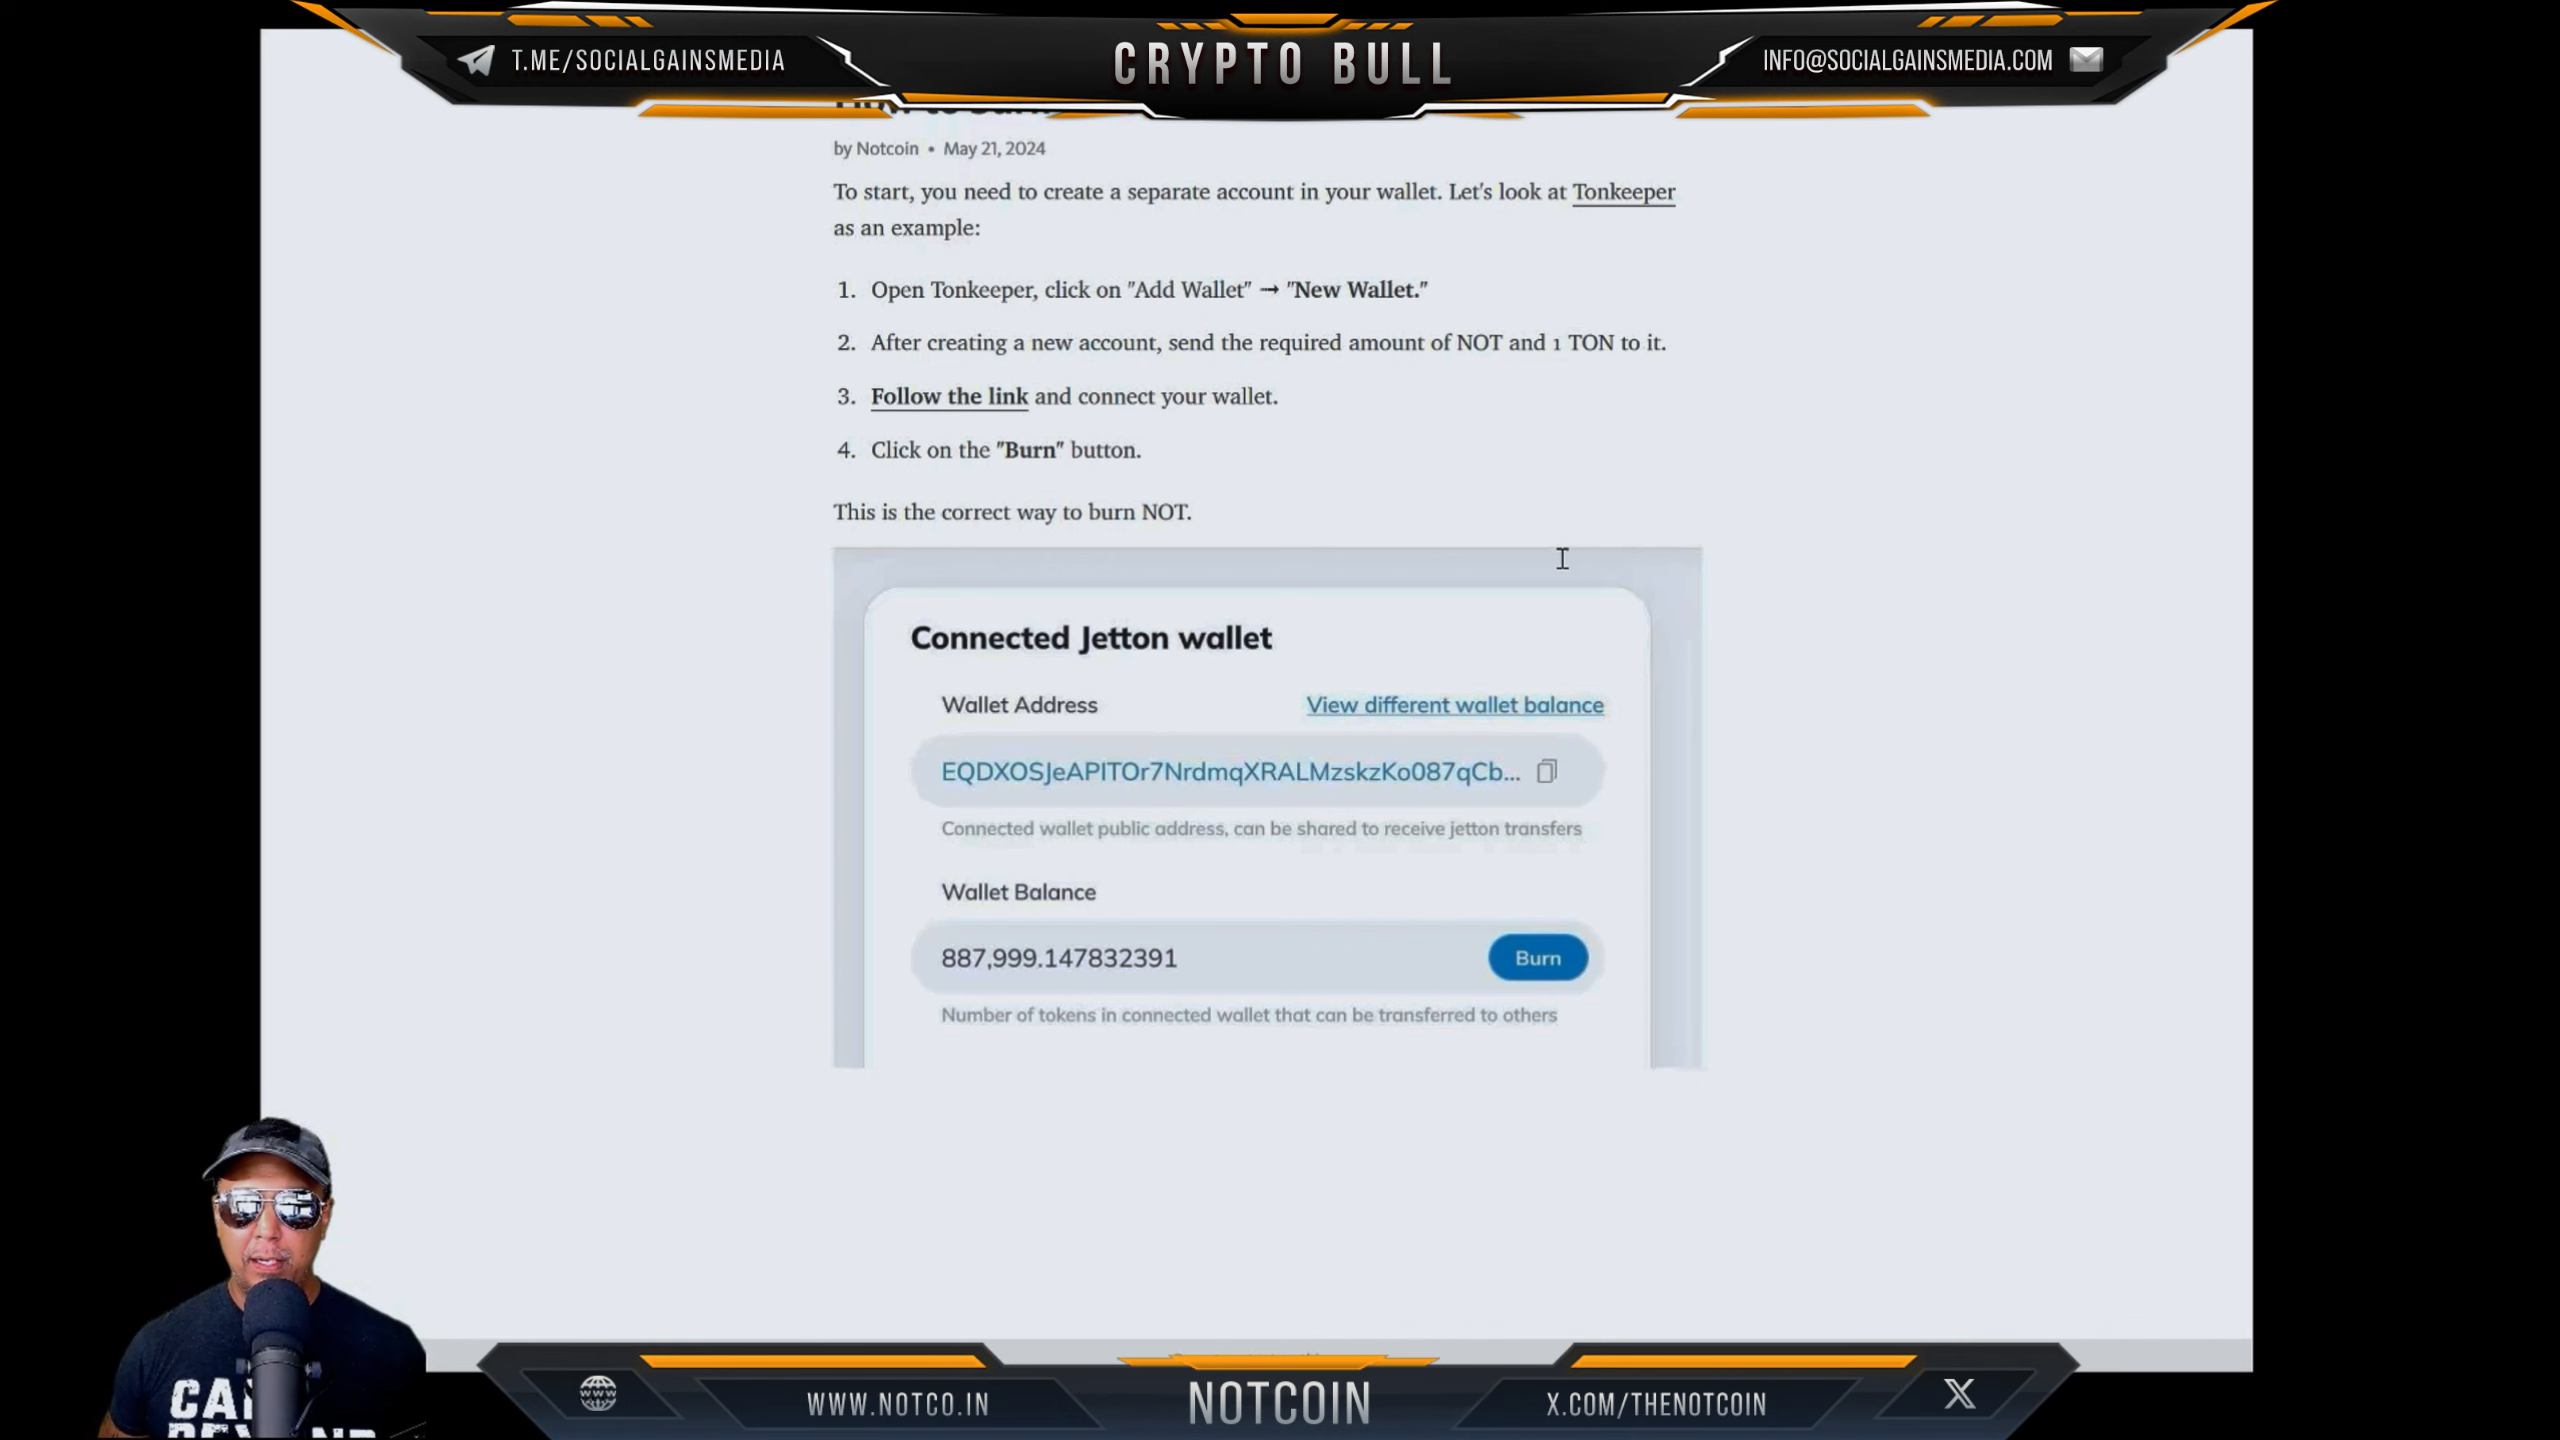 T.ME/SOCIALGAINSMEDIA
CRYPTO BULL
INFO@SOCIALGAINSMEDIA.COM
by Notcoin • May 21, 2024
To start, you need to create a separate account in your wallet. Let's look at Tonkeeper
as an example:
1. Open Tonkeeper, click on "Add Wallet" → "New Wallet."
2. After creating a new account, send the required amount of NOT and 1 TON to it.
3. Follow the link and connect your wallet.
4. Click on the "Burn" button.
This is the correct way to burn NOT.
Connected Jetton wallet
Wallet Address
View different wallet balance
EQDXOSJeAPITOr7NrdmqXRALMzskzKo087qCb...
Connected wallet public address, can be shared to receive jetton transfers
Wallet Balance
887,999.147832391
Burn
Number of tokens in connected wallet that can be transferred to others
WWW
WWW.NOTCO.IN
NOTCOIN
X.COM/THENOTCOIN
X